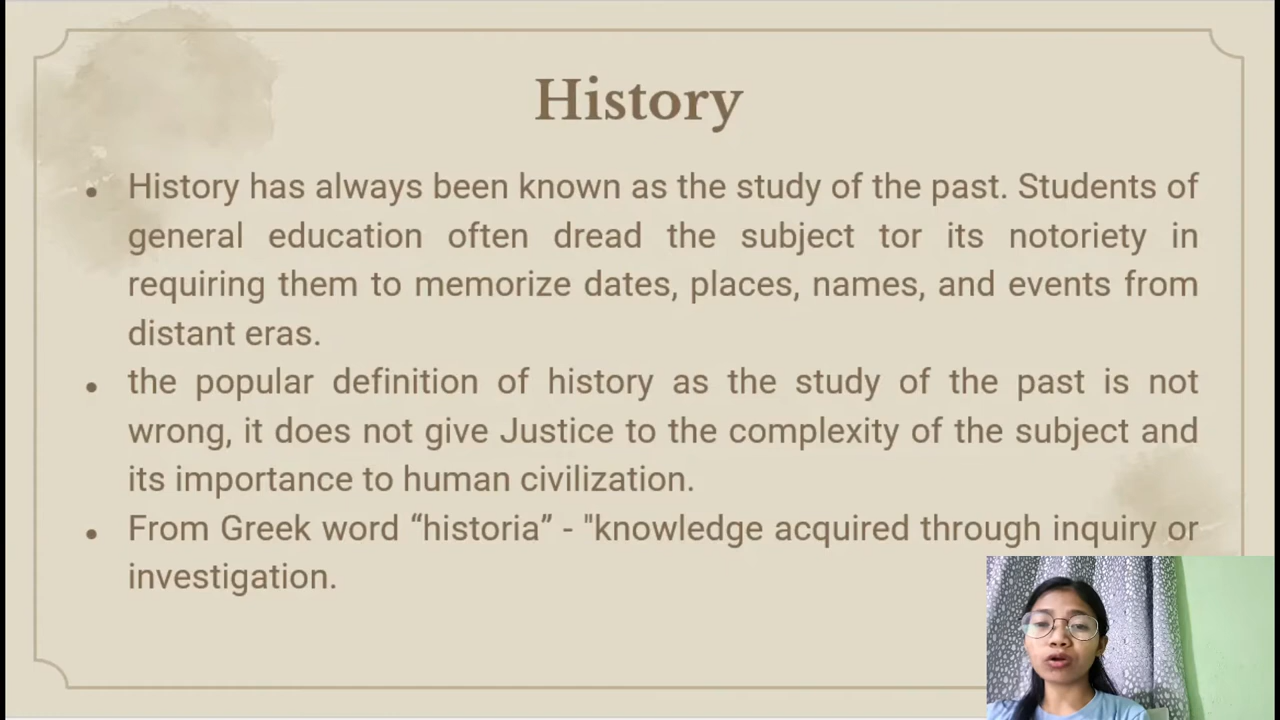 History
• History has always been known as the study of the past. Students of
general education often dread the subject tor its notoriety in
requiring them to memorize dates, places, names, and events from
distant eras.
• the popular definition of history as the study of the past is not
wrong, it does not give Justice to the complexity of the subject and
its importance to human civilization.
• From Greek word “historia” - "knowledge acquired through inquiry or
investigation.